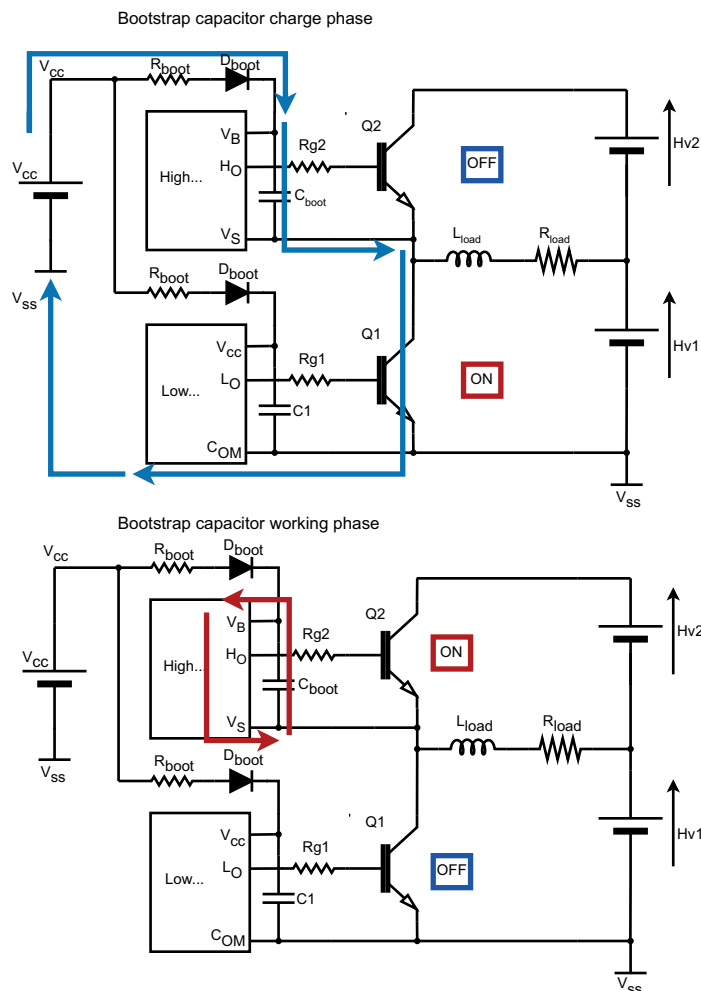 Bootstrap capacitor charge phase
Vcc
Rboot
Dboot
VB
HO
High...
VS
Cboot
Rg2
Q2
OFF
Hv2
Vcc
Vss
Lload
Rload
Rboot
Dboot
Vcc
LO
Low...
COM
C1
Rg1
Q1
ON
Hv1
Vss
Bootstrap capacitor working phase
Vcc
Rboot
Dboot
VB
HO
High...
VS
Cboot
Rg2
Q2
ON
Hv2
Vcc
Vss
Lload
Rload
Rboot
Dboot
Vcc
LO
Low...
COM
C1
Rg1
Q1
OFF
Hv1
Vss